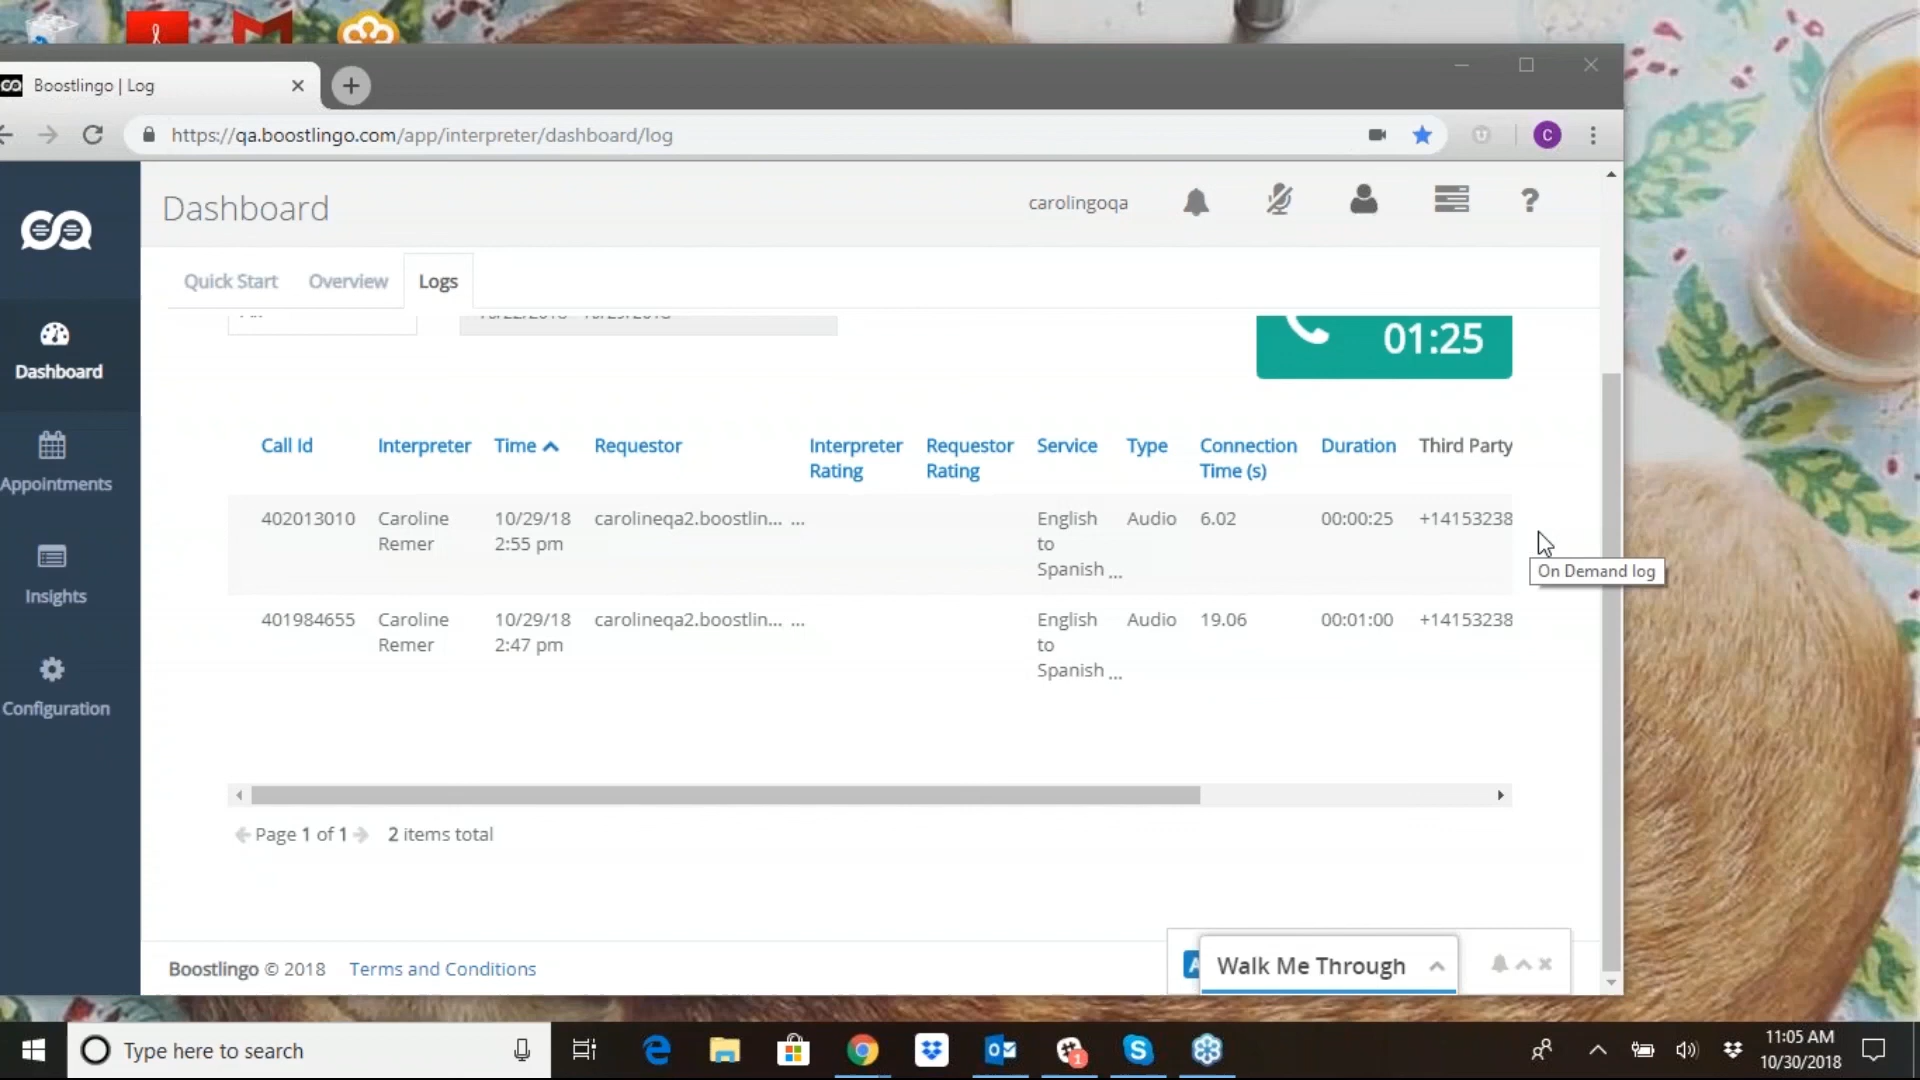 Boostlingo | Log
https://qa.boostlingo.com/app/interpreter/dashboard/log
C
Dashboard
carolingoqa
?
Quick Start Overview Logs
01:25
Dashboard
Appointments
Insights
Configuration
Call Id Interpreter Time Requestor Interpreter Rating Requestor Rating Service Type Connection Time (s) Duration Third Party
402013010 Caroline Remer 10/29/18 2:55 pm carolineqa2.boostlin... ... English to Spanish ... Audio 6.02 00:00:25 +14153238
On Demand log
401984655 Caroline Remer 10/29/18 2:47 pm carolineqa2.boostlin... ... English to Spanish ... Audio 19.06 00:01:00 +14153238
Page 1 of 1 2 items total
Boostlingo © 2018 Terms and Conditions
Walk Me Through
Type here to search
1
11:05 AM
10/30/2018